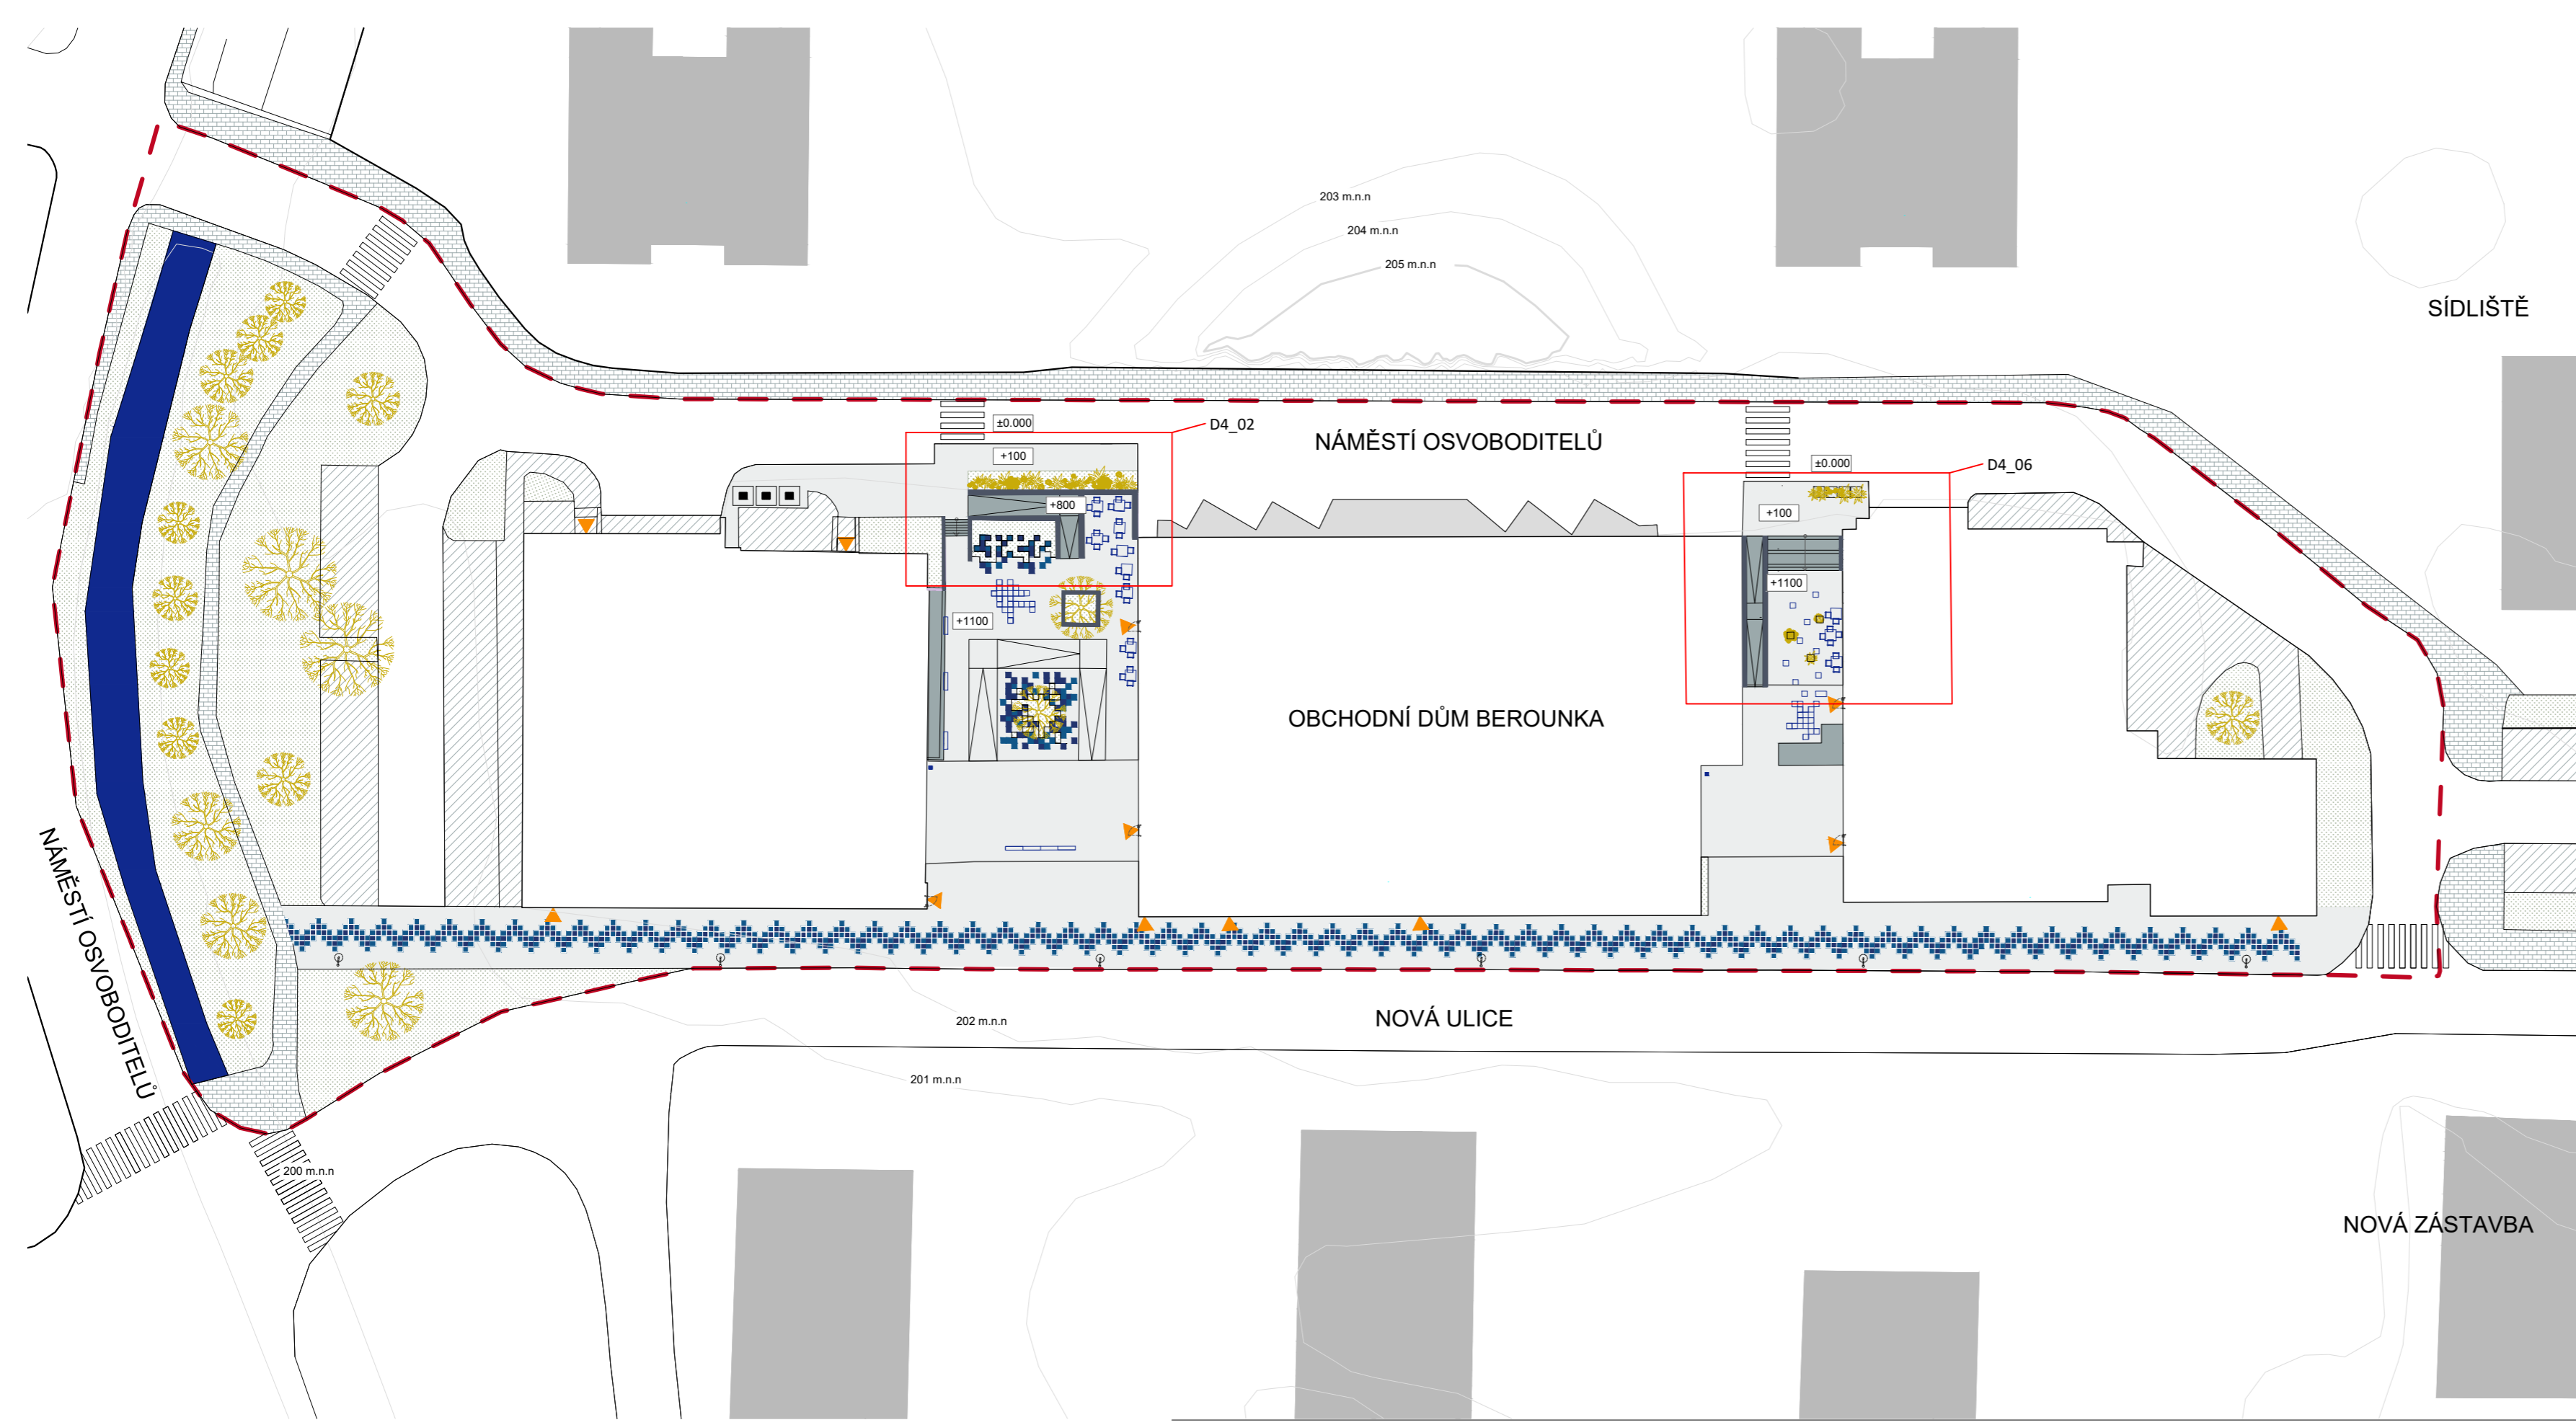 203 m.n.n
204 m.n.n
205 m.n.n
SÍDLIŠTĚ
±0.000
D4_02
NÁMĚSTÍ OSVOBODITELŮ
+100
±0.000
D4_06
+800
+100
+1100
+1100
OBCHODNÍ DŮM BEROUNKA
NÁMĚSTÍ OSVOBODITELŮ
202 m.n.n
NOVÁ ULICE
201 m.n.n
200 m.n.n
NOVÁ ZÁSTAVBA